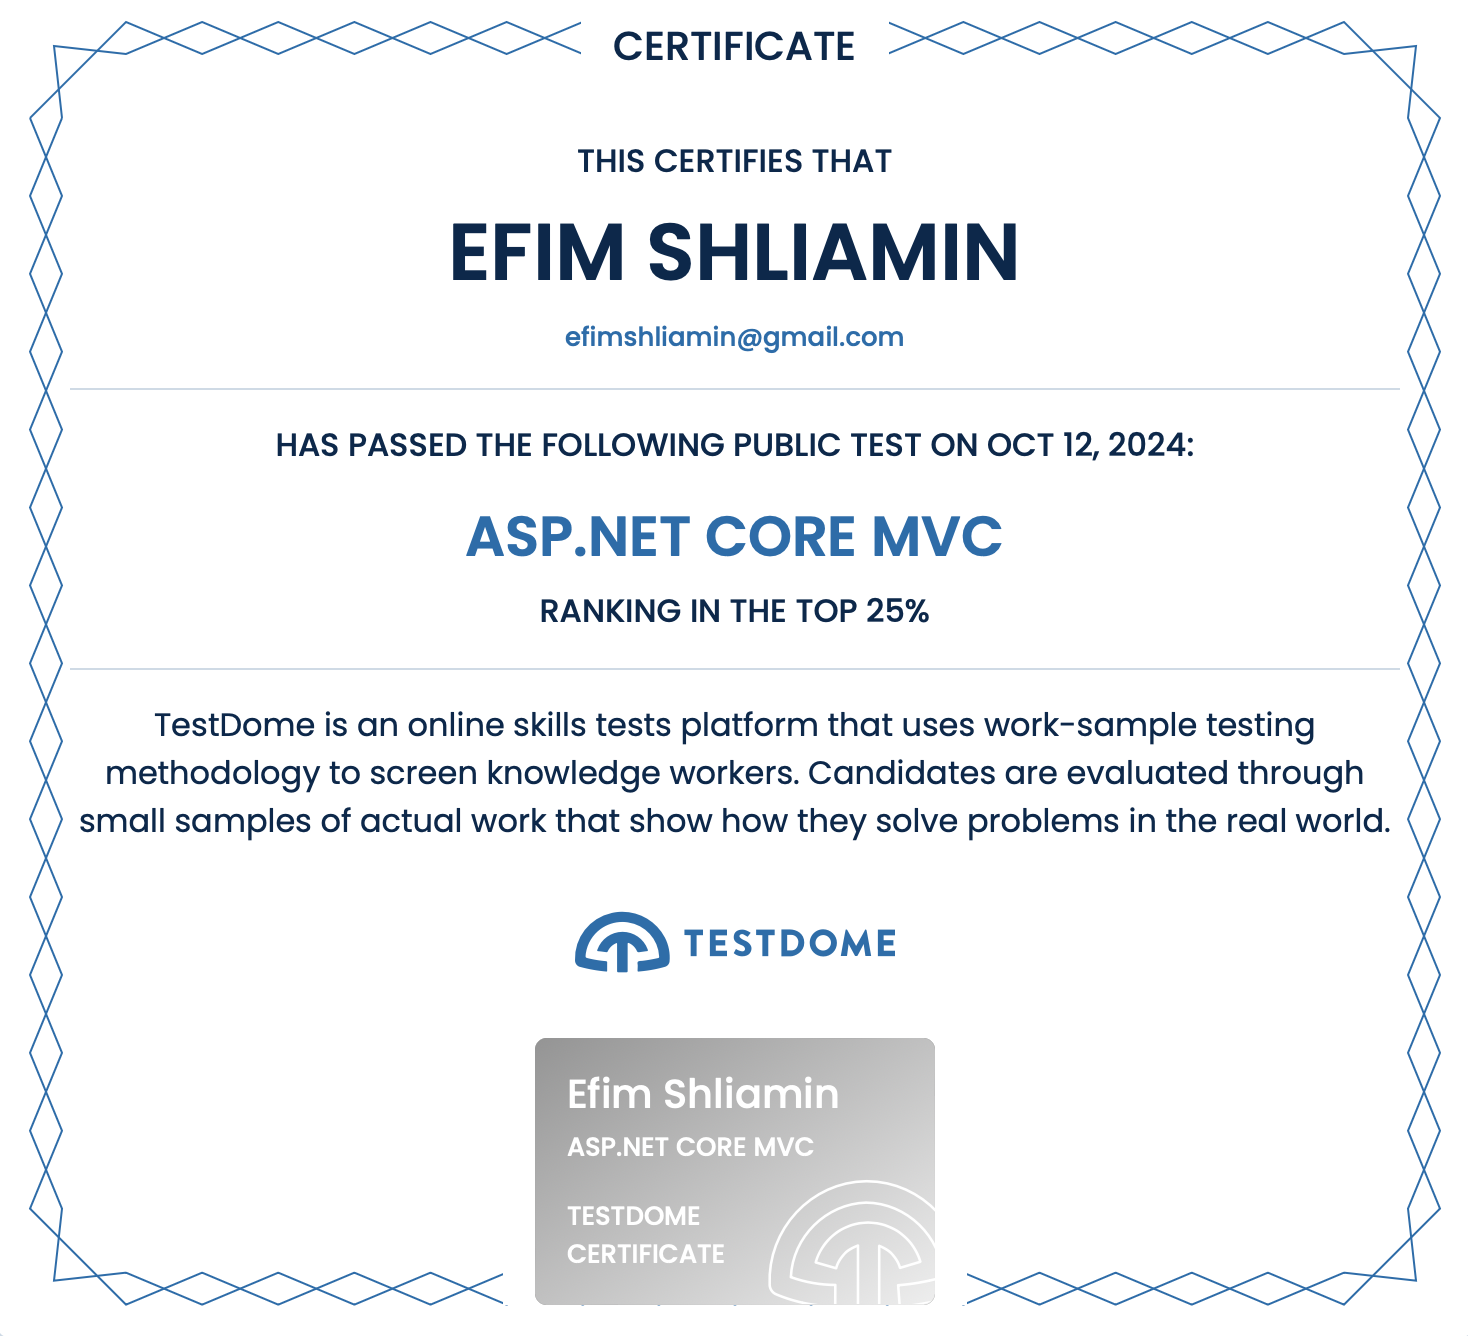 CERTIFICATE
THIS CERTIFIES THAT
EFIM SHLIAMIN
efimshliamin@gmail.com
HAS PASSED THE FOLLOWING PUBLIC TEST ON OCT 12, 2024:
ASP.NET CORE MVC
RANKING IN THE TOP 25%
TestDome is an online skills tests platform that uses work-sample testing
methodology to screen knowledge workers. Candidates are evaluated through
small samples of actual work that show how they solve problems in the real world.
TESTDOME
Efim Shliamin
ASP.NET CORE MVC
TESTDOME
CERTIFICATE